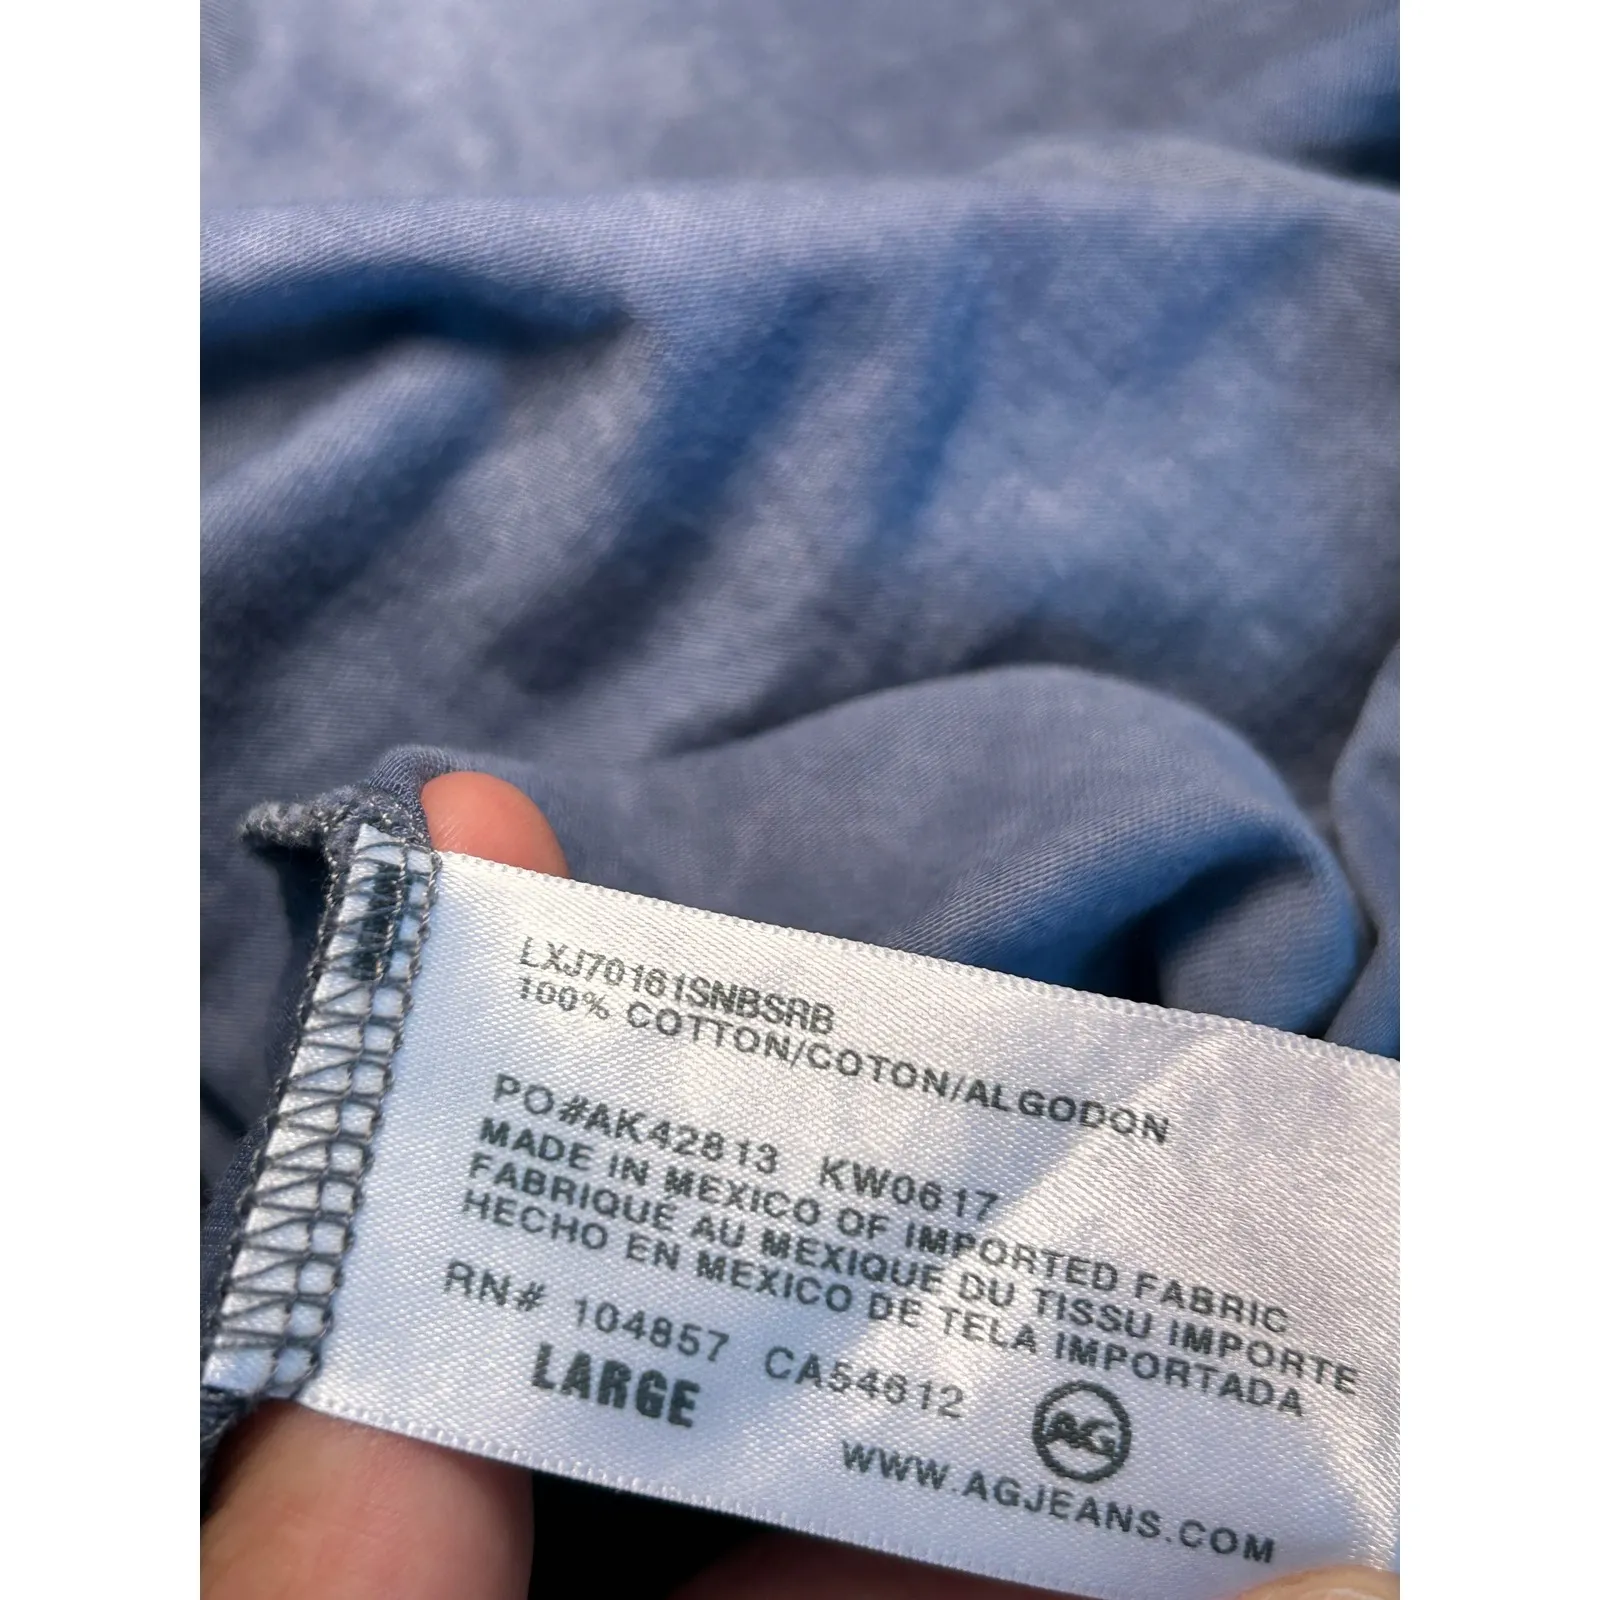 LXJ70161SNBSRB
100% COTTON/COTON/ALGODON
PO#AK42813 KW0617
MADE IN MEXICO OF IMPORTED FABRIC
FABRIQUE AU MEXIQUE DU TISSU IMPORTE
HECHO EN MEXICO DE TELA IMPORTADA
RN# 104857 CA54612
LARGE
AG
WWW.AGJEANS.COM